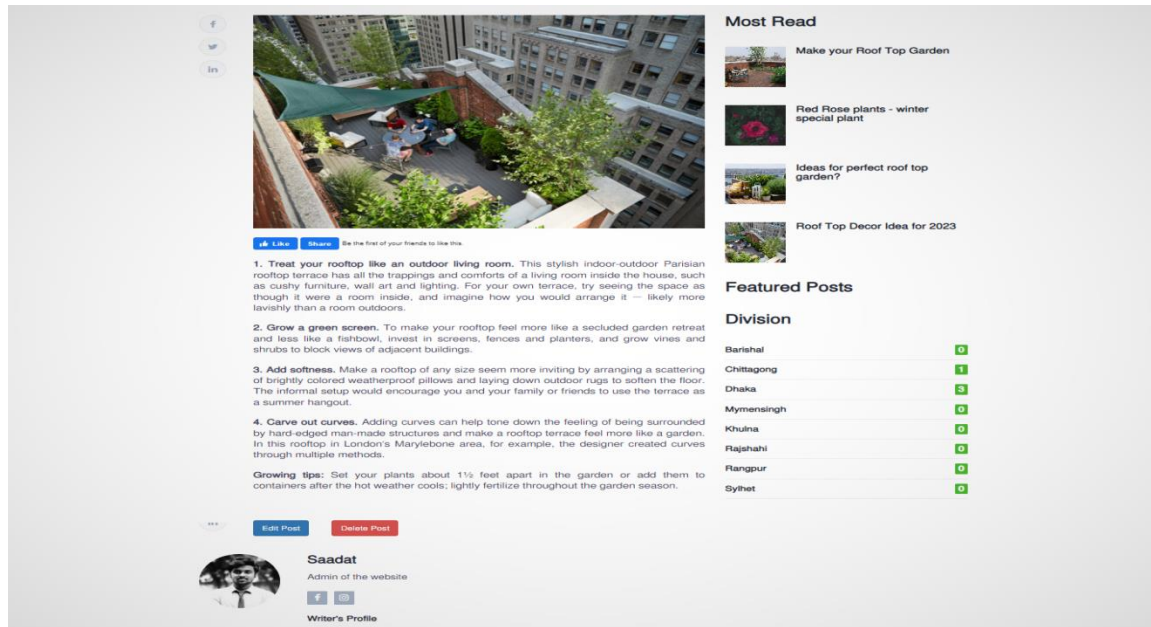 Like Share Be the first of your friends to like this.
1. Treat your rooftop like an outdoor living room. This stylish indoor-outdoor Parisian
rooftop terrace has all the trappings and comforts of a living room inside the house, such
as cushy furniture, wall art and lighting. For your own terrace, try seeing the space as
though it were a room inside, and imagine how you would arrange it — likely more
lavishly than a room outdoors.
2. Grow a green screen. To make your rooftop feel more like a secluded garden retreat
and less like a fishbowl, invest in screens, fences and planters, and grow vines and
shrubs to block views of adjacent buildings.
3. Add softness. Make a rooftop of any size seem more inviting by arranging a scattering
of brightly colored weatherproof pillows and laying down outdoor rugs to soften the floor.
The informal setup would encourage you and your family or friends to use the terrace as
a summer hangout.
4. Carve out curves. Adding curves can help tone down the feeling of being surrounded
by hard-edged man-made structures and make a rooftop terrace feel more like a garden.
In this rooftop in London's Marylebone area, for example, the designer created curves
through multiple methods.
Growing tips: Set your plants about 1½ feet apart in the garden or add them to
containers after the hot weather cools; lightly fertilize throughout the garden season.
Edit Post Delete Post
Saadat
Admin of the website
Writer's Profile
Most Read
Make your Roof Top Garden
Red Rose plants - winter
special plant
Ideas for perfect roof top
garden?
Roof Top Decor Idea for 2023
Featured Posts
Division
Barishal 0
Chittagong 1
Dhaka 3
Mymensingh 0
Khulna 0
Rajshahi 0
Rangpur 0
Sylhet 0